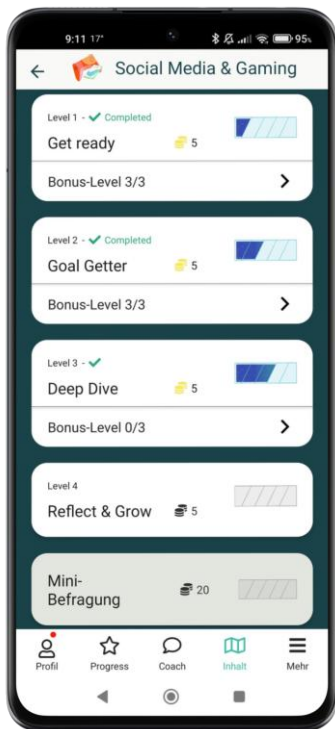 9:11 17° 95%
Social Media & Gaming
Level 1 - ✓ Completed
Get ready 5
Bonus-Level 3/3
Level 2 - ✓ Completed
Goal Getter 5
Bonus-Level 3/3
Level 3 - ✓
Deep Dive 5
Bonus-Level 0/3
Level 4
Reflect & Grow 5
Mini-
Befragung 20
Profil Progress Coach Inhalt Mehr